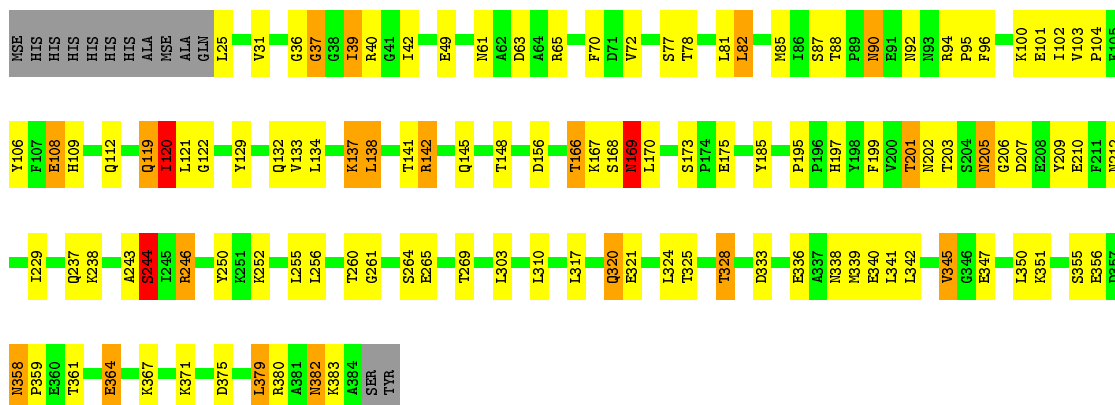 MSE HIS HIS HIS HIS HIS HIS ALA MSE ALA GLN L25 V31 G36 G37 G38 I39 R40 G41 I42 E49 N61 A62 D63 A64 R65 F70 D71 V72 S77 T78 L81 L82 M85 I86 S87 T88 P89 N90 E91 N92 N93 R94 P95 F96 K100 E101 I102 V103 P104 E105
Y106 F107 E108 H109 Q112 Q119 I120 L121 G122 Y129 Q132 V133 L134 K137 L138 T141 R142 Q145 T148 D156 T166 K167 S168 N169 L170 S173 P174 E175 Y185 P195 P196 H197 Y198 F199 V200 T201 N202 T203 S204 N205 G206 D207 E208 Y209 E210 F211 N212
I229 Q237 K238 A243 S244 I245 R246 Y250 K251 K252 L255 L256 T260 G261 S264 E265 T269 L303 L310 L317 Q320 E321 L324 T325 T328 D333 E336 A337 N338 M339 E340 L341 L342 V345 G346 E347 L350 K351 S355 E356 D357
N358 P359 E360 T361 E364 K367 K371 D375 L379 R380 A381 N382 K383 A384 SER TYR